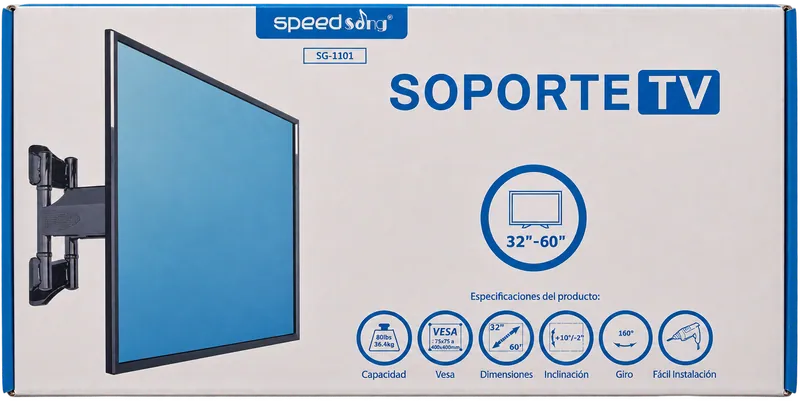 speedsong®
SG-1101
SOPORTE TV
32"-60"
Especificaciones del producto:
80lbs
36.4kg
VESA
75x75 a
400x400mm
32"
60"
+10°/-2°
160°
Capacidad
Vesa
Dimensiones
Inclinación
Giro
Fácil Instalación